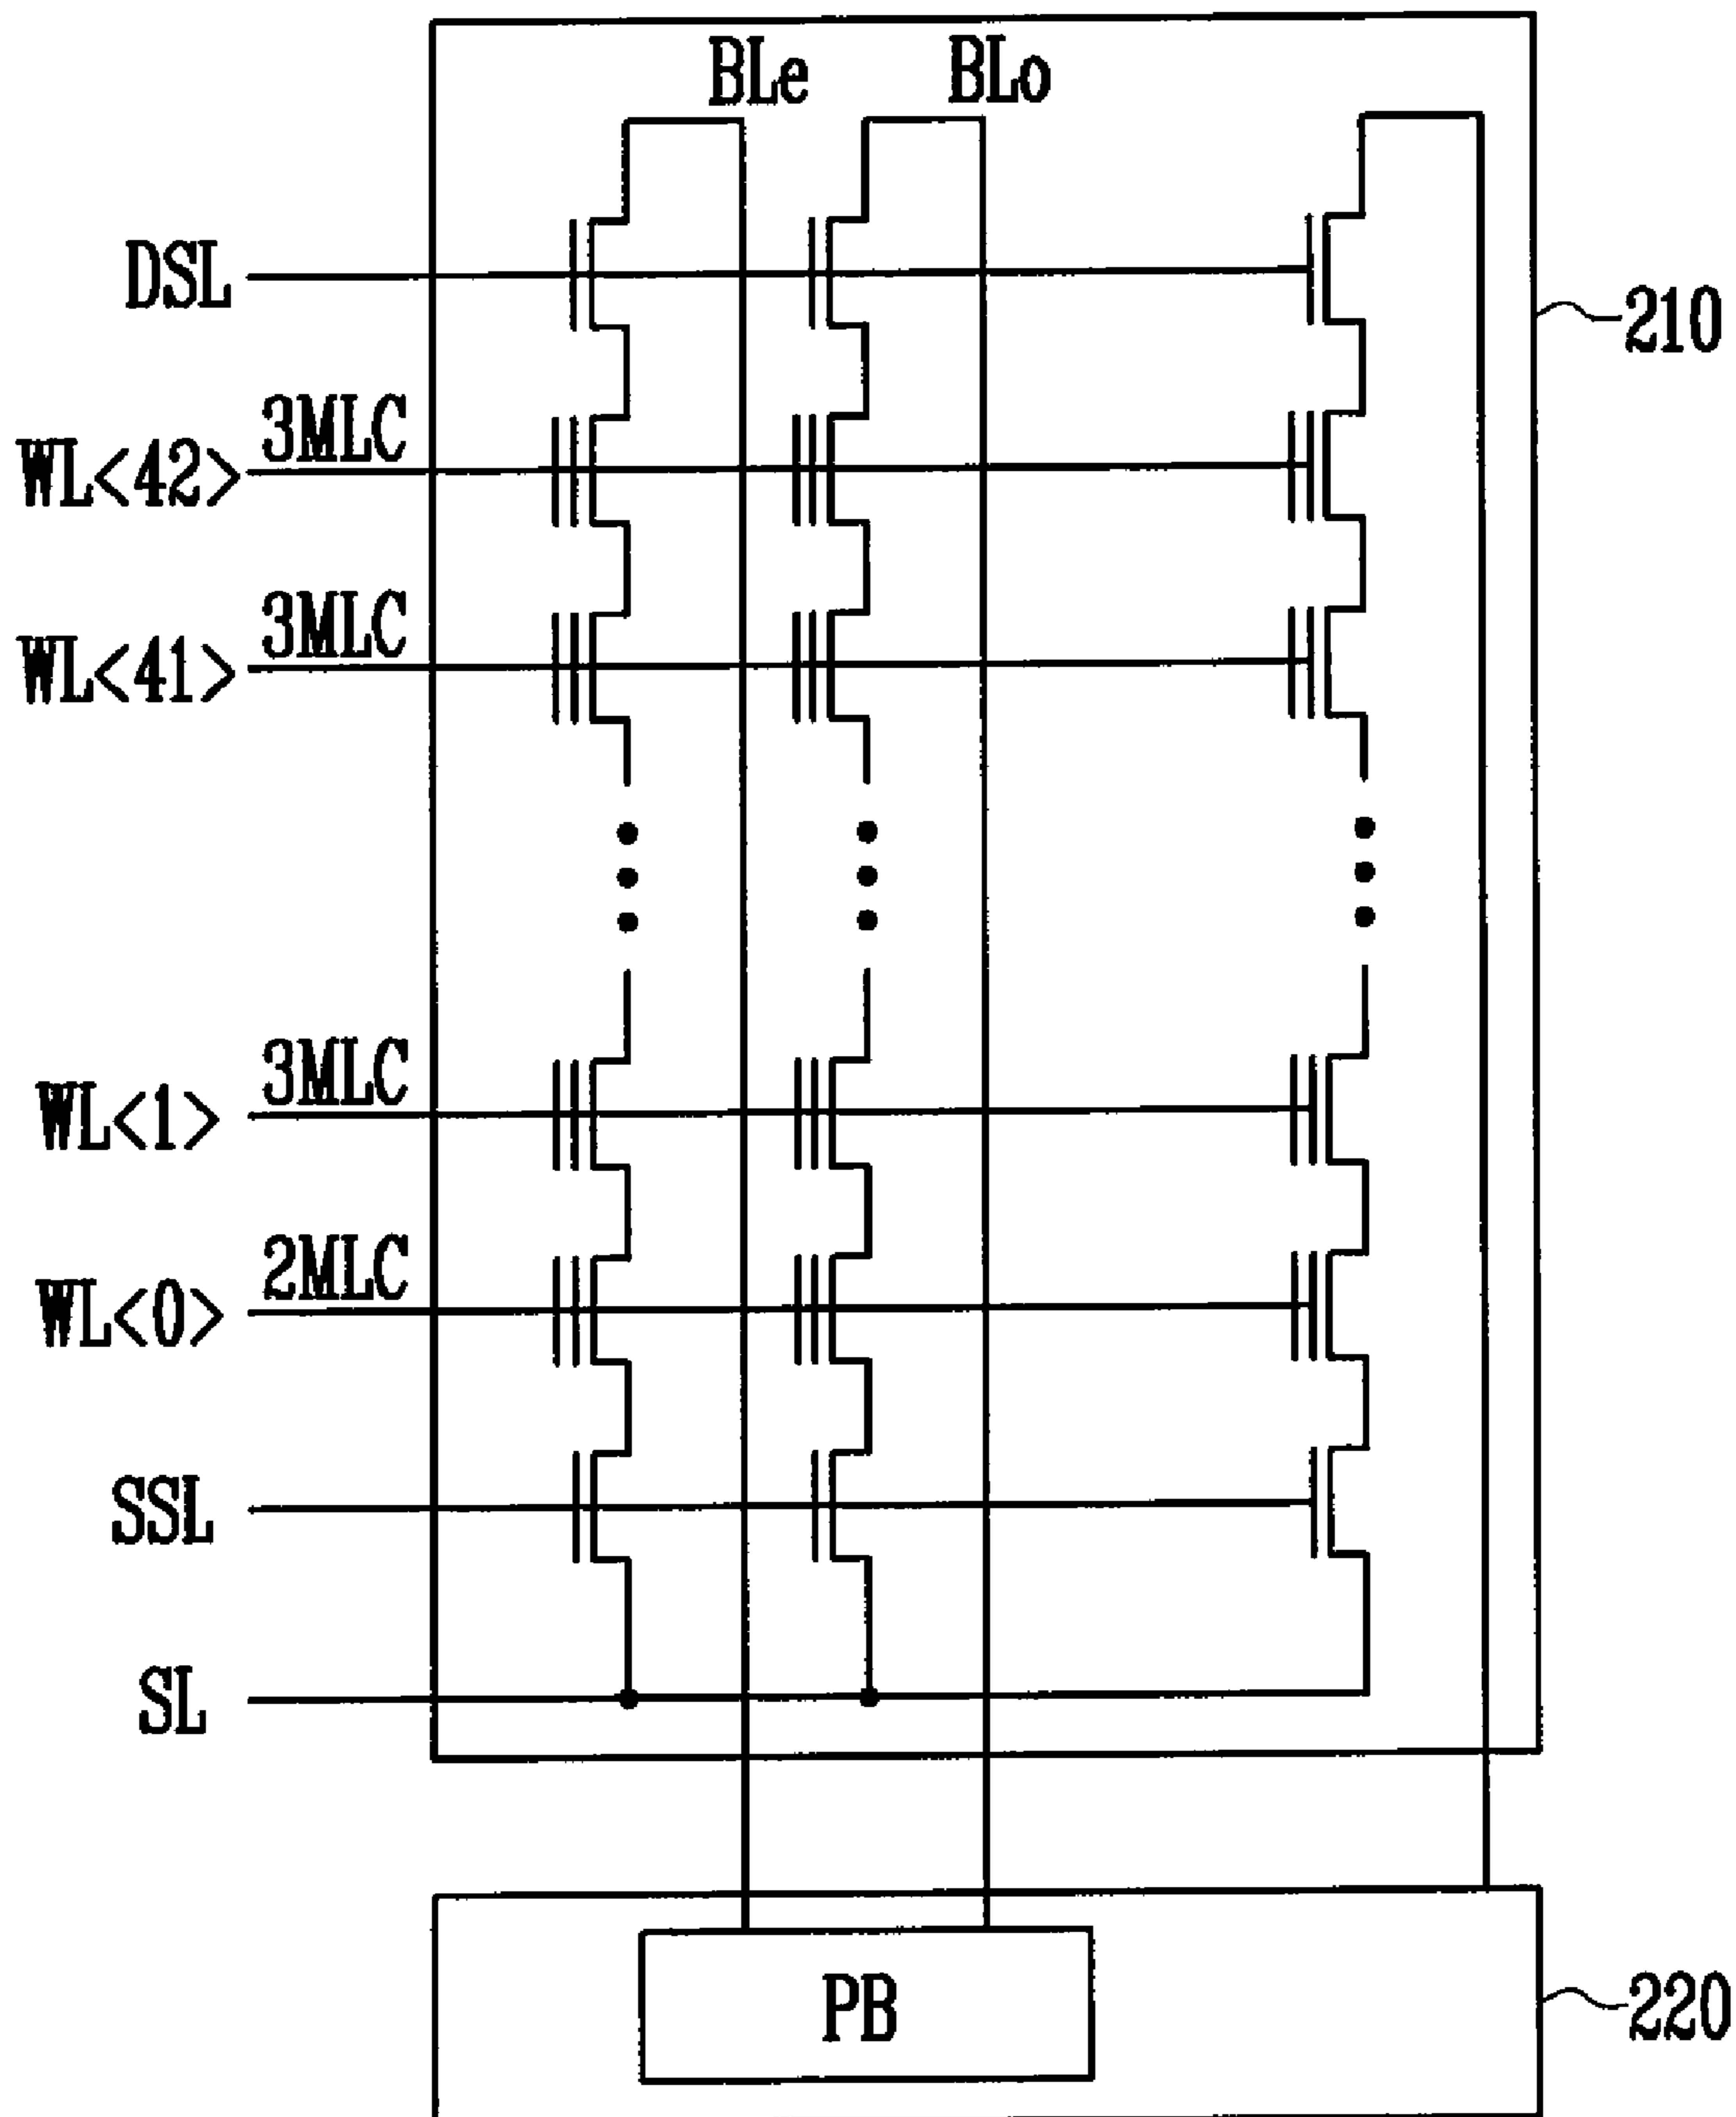 BLe BLo
DSL
210
3MLC
WL<42>
3MLC
WL<41>
3MLC
WL<1>
2MLC
WL<0>
SSL
SL
PB
220